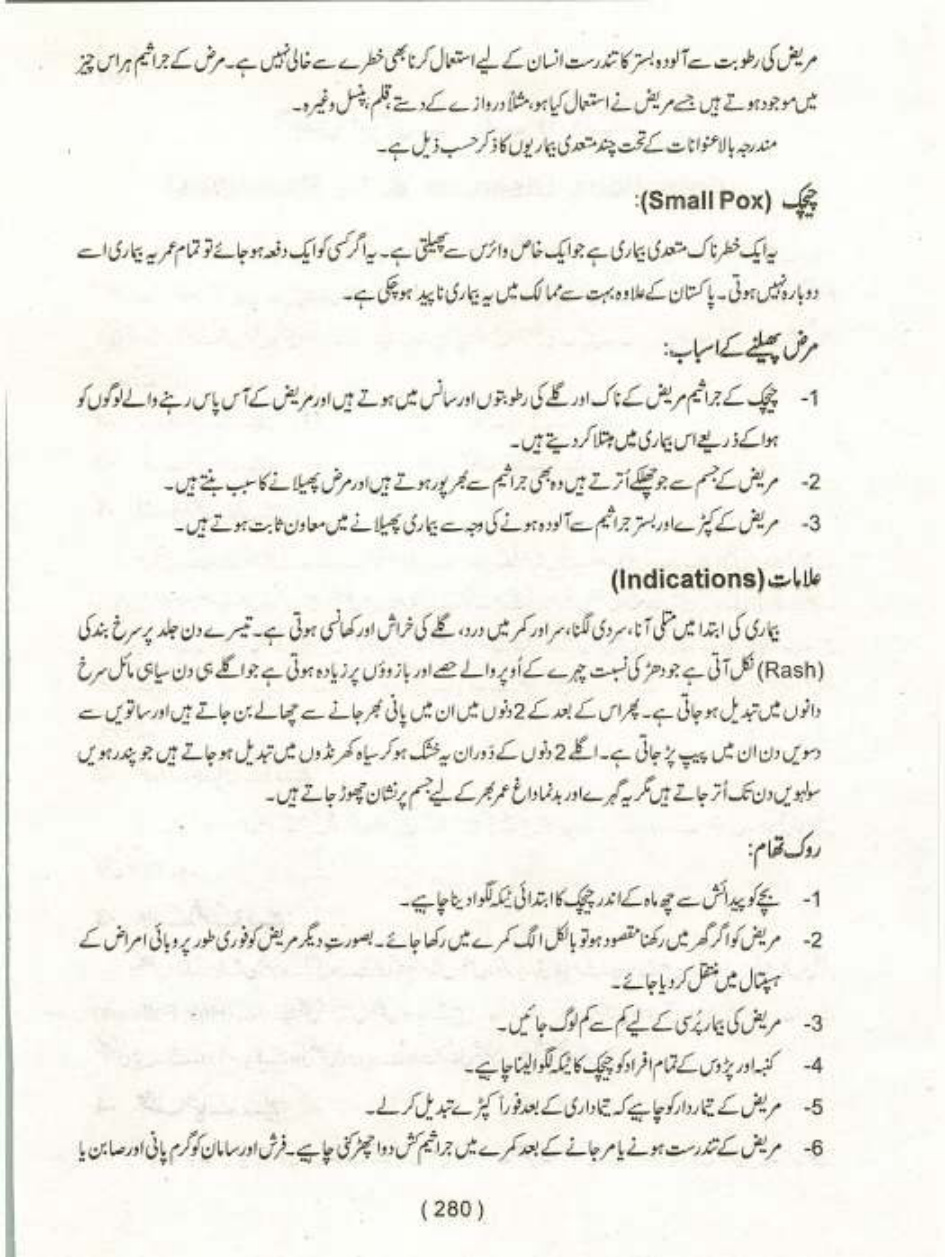 مریض کی رطوبت سے آلودہ بستر کا تندرست انسان کے لیے استعمال کرنا بھی خطرے سے خالی نہیں ہے۔ مرض کے جراثیم ہر اس چیز
میں موجود ہوتے ہیں جسے مریض نے استعمال کیا ہو، مثلاً دروازے کے دستے، قلم، پنسل وغیرہ۔
مندرجہ بالا عنوانات کے تحت چند متعدی بیماریوں کا ذکر حسب ذیل ہے۔
چیچک (Small Pox):
یہ ایک خطرناک متعدی بیماری ہے جو ایک خاص وائرس سے پھیلتی ہے۔ یہ اگر کسی کو ایک دفعہ ہو جائے تو تمام عمر یہ بیماری اسے
دوبارہ نہیں ہوتی۔ پاکستان کے علاوہ بہت سے ممالک میں یہ بیماری ناپید ہو چکی ہے۔
مرض پھیلنے کے اسباب:
1- چیچک کے جراثیم مریض کے ناک اور گلے کی رطوبتوں اور سانس میں ہوتے ہیں اور مریض کے آس پاس رہنے والے لوگوں کو
ہوا کے ذریعے اس بیماری میں مبتلا کر دیتے ہیں۔
2- مریض کے جسم سے جو چھلکے اُترتے ہیں وہ بھی جراثیم سے بھرپور ہوتے ہیں اور مرض پھیلانے کا سبب بنتے ہیں۔
3- مریض کے کپڑے اور بستر جراثیم سے آلودہ ہونے کی وجہ سے بیماری پھیلانے میں معاون ثابت ہوتے ہیں۔
علامات (Indications)
بیماری کی ابتدا میں متلی آنا، سردی لگنا، سر اور کمر میں درد، گلے کی خراش اور کھانسی ہوتی ہے۔ تیسرے دن جلد پر سرخ بندکی
(Rash) نکل آتی ہے جو دھڑ کی نسبت چہرے کے اُوپر والے حصے اور بازوؤں پر زیادہ ہوتی ہے جو اگلے ہی دن سیاہی مائل سرخ
دانوں میں تبدیل ہو جاتی ہے۔ پھر اس کے بعد کے 2 دنوں میں ان میں پانی بھر جانے سے چھالے بن جاتے ہیں اور ساتویں سے
دسویں دن ان میں پیپ پڑ جاتی ہے۔ اگلے 2 دنوں کے دَوران یہ خشک ہو کر سیاہ کھرنڈوں میں تبدیل ہو جاتے ہیں جو پندرہویں
سولہویں دن تک اُتر جاتے ہیں مگر یہ گہرے اور بدنما داغ عمر بھر کے لیے جسم پر نشان چھوڑ جاتے ہیں۔
روک تھام:
1- بچے کو پیدائش سے چھ ماہ کے اندر چیچک کا ابتدائی ٹیکہ لگوا دینا چاہیے۔
2- مریض کو اگر گھر میں رکھنا مقصود ہو تو بالکل الگ کمرے میں رکھا جائے۔ بصورتِ دیگر مریض کو فوری طور پر وبائی امراض کے
ہسپتال میں منتقل کر دیا جائے۔
3- مریض کی بیمار پُرسی کے لیے کم سے کم لوگ جائیں۔
4- کنبہ اور پڑوس کے تمام افراد کو چیچک کا ٹیکہ لگوا لینا چاہیے۔
5- مریض کے تیماردار کو چاہیے کہ تیماداری کے بعد فوراً کپڑے تبدیل کر لے۔
6- مریض کے تندرست ہونے یا مر جانے کے بعد کمرے میں جراثیم کش دوا چھڑکنی چاہیے۔ فرش اور سامان کو گرم پانی اور صابن یا
(280)